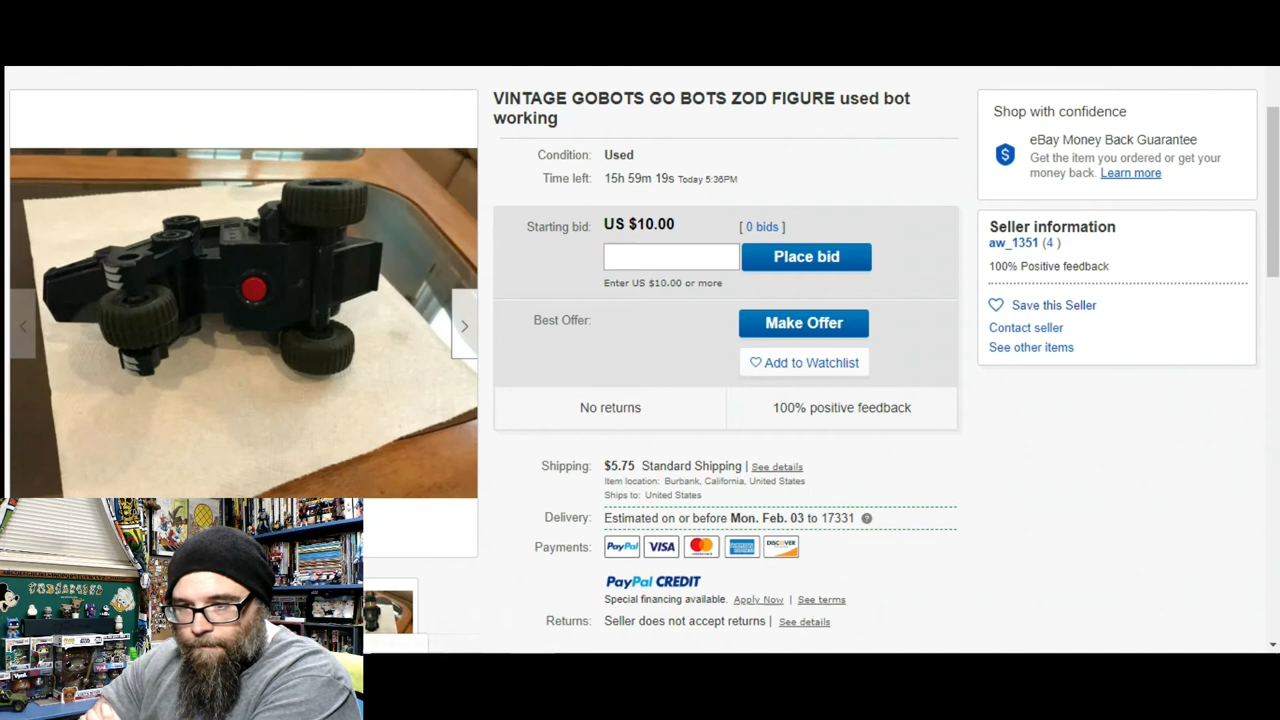 VINTAGE GOBOTS GO BOTS ZOD FIGURE used bot
working
Condition: Used
Time left: 15h 59m 19s Today 5:36PM
Starting bid: US $10.00 [ 0 bids ]
Place bid
Enter US $10.00 or more
Best Offer: Make Offer
Add to Watchlist
No returns 100% positive feedback
Shipping: $5.75 Standard Shipping | See details
Item location: Burbank, California, United States
Ships to: United States
Delivery: Estimated on or before Mon. Feb. 03 to 17331
Payments: PayPal VISA MasterCard AMERICAN EXPRESS DISCOVER
PayPal CREDIT
Special financing available. Apply Now | See terms
Returns: Seller does not accept returns | See details
Shop with confidence
eBay Money Back Guarantee
Get the item you ordered or get your
money back. Learn more
Seller information
aw_1351 (4 )
100% Positive feedback
Save this Seller
Contact seller
See other items